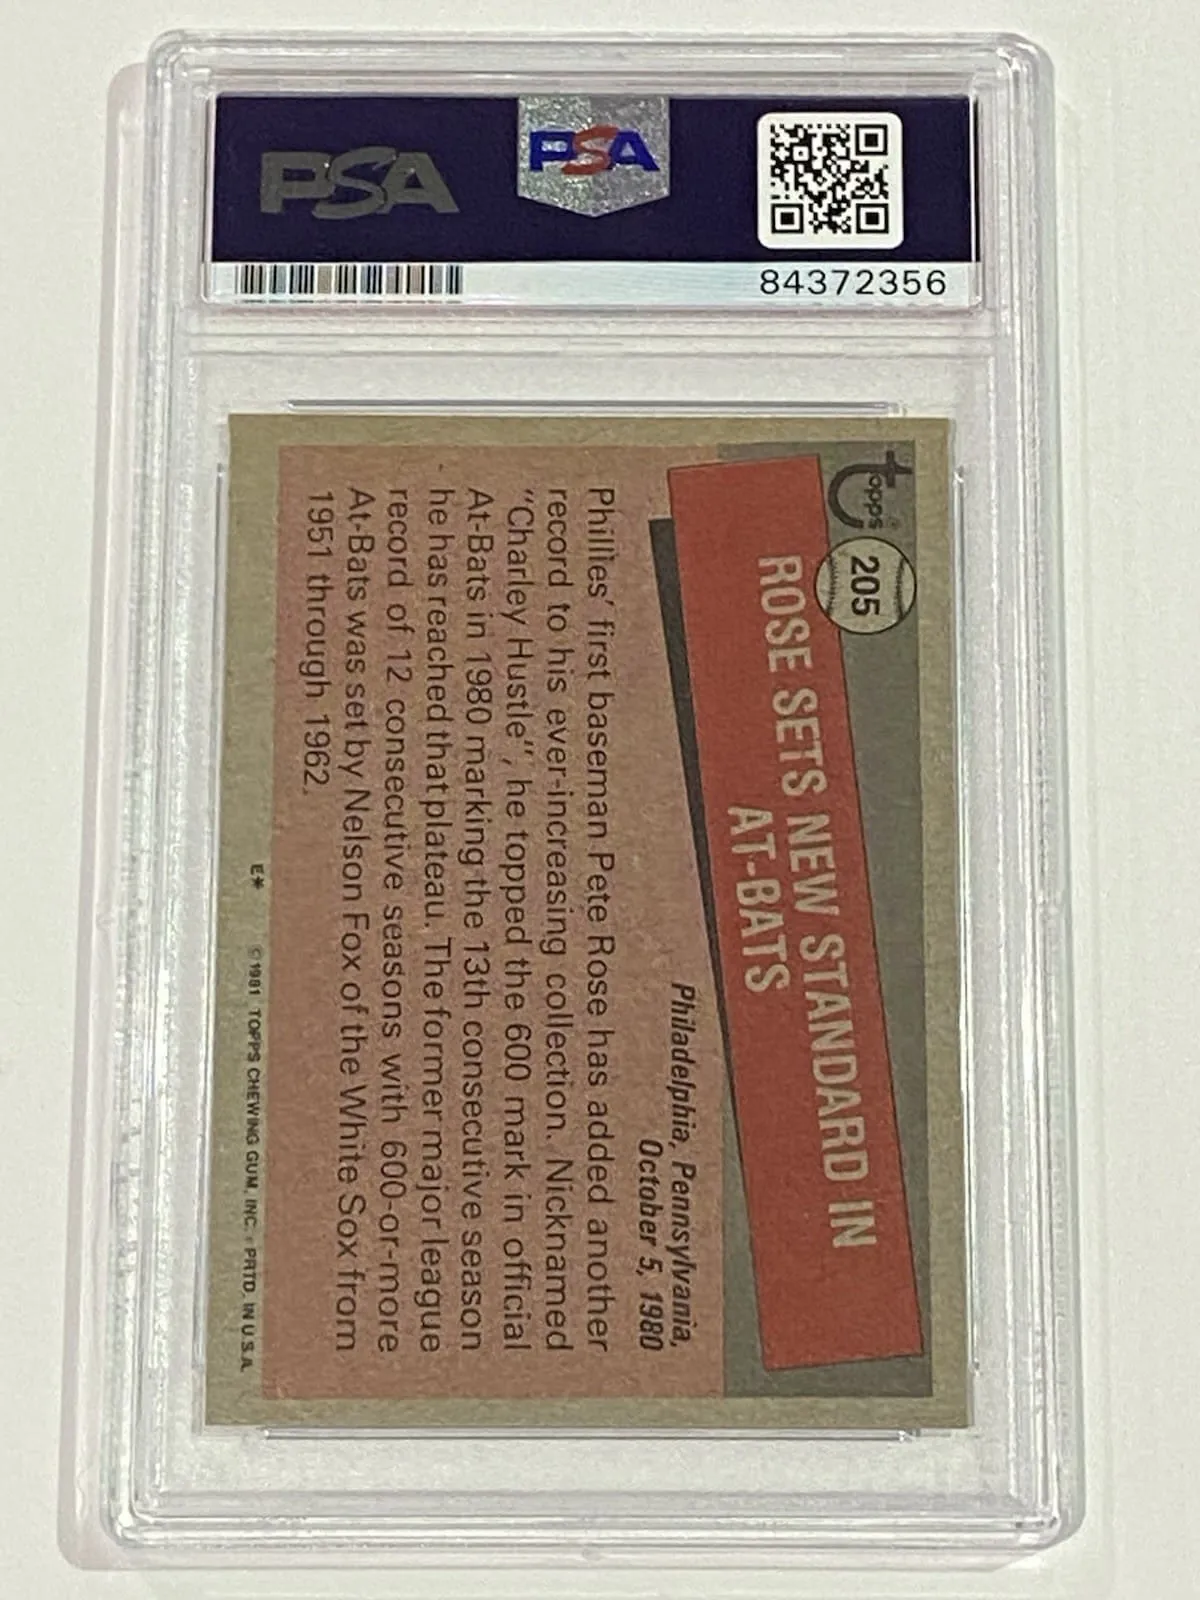 PSA
PSA
84372356
Topps®
205
ROSE SETS NEW STANDARD IN
AT-BATS
Philadelphia, Pennsylvania,
October 5, 1980
Phillies' first baseman Pete Rose has added another
record to his ever-increasing collection. Nicknamed
"Charley Hustle", he topped the 600 mark in official
At-Bats in 1980 marking the 13th consecutive season
he has reached that plateau. The former major league
record of 12 consecutive seasons with 600-or-more
At-Bats was set by Nelson Fox of the White Sox from
1951 through 1962.
E* © 1981 TOPPS CHEWING GUM, INC. • PRTD. IN U.S.A.